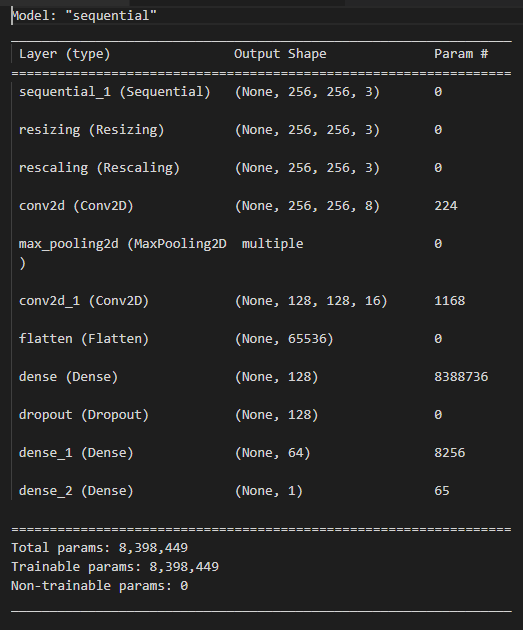 Model: "sequential"
_________________________________________________________________
Layer (type)                Output Shape              Param #
=================================================================
sequential_1 (Sequential)   (None, 256, 256, 3)       0
resizing (Resizing)         (None, 256, 256, 3)       0
rescaling (Rescaling)       (None, 256, 256, 3)       0
conv2d (Conv2D)             (None, 256, 256, 8)       224
max_pooling2d (MaxPooling2D  multiple                 0
)
conv2d_1 (Conv2D)           (None, 128, 128, 16)      1168
flatten (Flatten)           (None, 65536)             0
dense (Dense)               (None, 128)               8388736
dropout (Dropout)           (None, 128)               0
dense_1 (Dense)             (None, 64)                8256
dense_2 (Dense)             (None, 1)                 65
=================================================================
Total params: 8,398,449
Trainable params: 8,398,449
Non-trainable params: 0
_________________________________________________________________